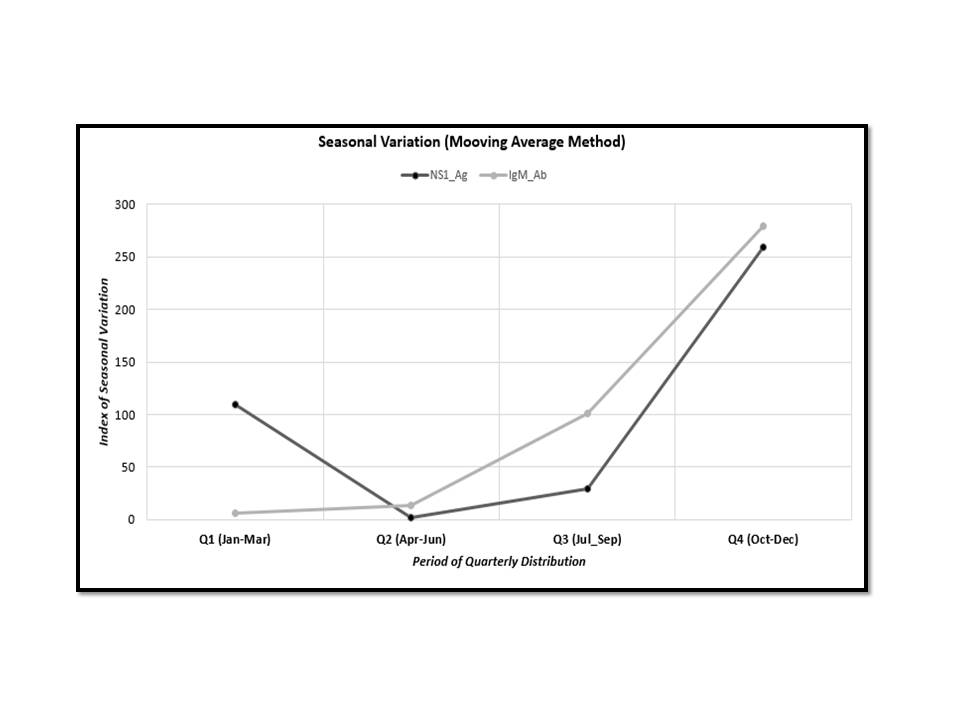 Seasonal Variation (Mooving Average Method)
NS1_Ag IgM_Ab
300
250
200
150
100
50
0
Index of Seasonal Variation
Q1 (Jan-Mar) Q2 (Apr-Jun) Q3 (Jul_Sep) Q4 (Oct-Dec)
Period of Quarterly Distribution